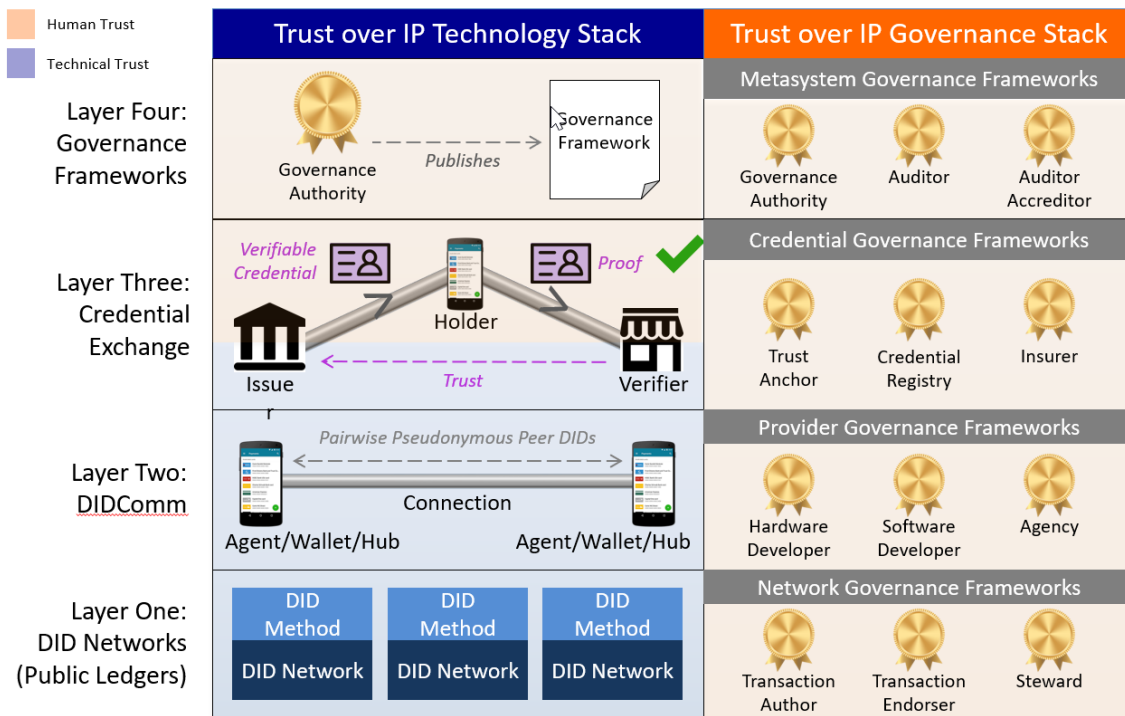 Human Trust
Technical Trust
Trust over IP Technology Stack
Trust over IP Governance Stack
Layer Four:
Governance
Frameworks
Governance
Authority
Publishes
Governance
Framework
Metasystem Governance Frameworks
Governance
Authority
Auditor
Auditor
Accreditor
Layer Three:
Credential
Exchange
Verifiable
Credential
Proof
Holder
Issue
r
Trust
Verifier
Credential Governance Frameworks
Trust
Anchor
Credential
Registry
Insurer
Layer Two:
DIDComm
Pairwise Pseudonymous Peer DIDs
Connection
Agent/Wallet/Hub
Agent/Wallet/Hub
Provider Governance Frameworks
Hardware
Developer
Software
Developer
Agency
Layer One:
DID Networks
(Public Ledgers)
DID
Method
DID Network
DID
Method
DID Network
DID
Method
DID Network
Network Governance Frameworks
Transaction
Author
Transaction
Endorser
Steward